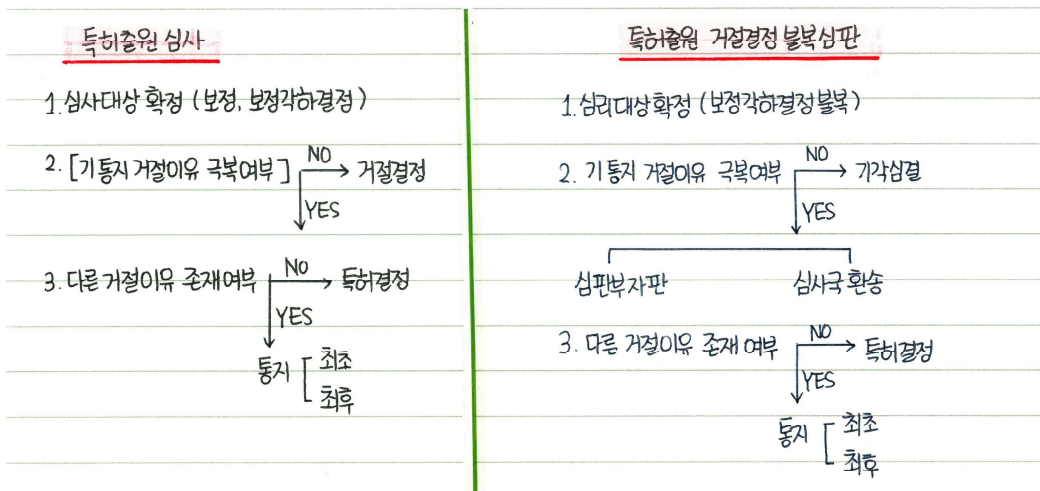 특허출원 심사
1. 심사대상 확정 (보정, 보정각하결정)
2. [기통지 거절이유 극복여부] NO 거절결정
YES
3. 다른 거절이유 존재여부 NO 특허결정
YES
통지 최초
최후
특허출원 거절결정 불복심판
1. 심리대상확정 (보정각하결정불복)
2. 기통지 거절이유 극복여부 NO 기각심결
YES
심판부자판 심사국 환송
3. 다른 거절이유 존재 여부 NO 특허결정
YES
통지 최초
최후